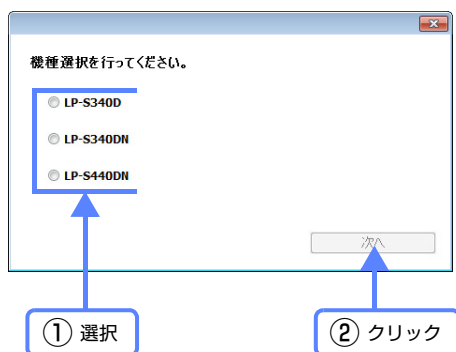 機種選択を行ってください。
LP-S340D
LP-S340DN
LP-S440DN
次へ
① 選択
② クリック